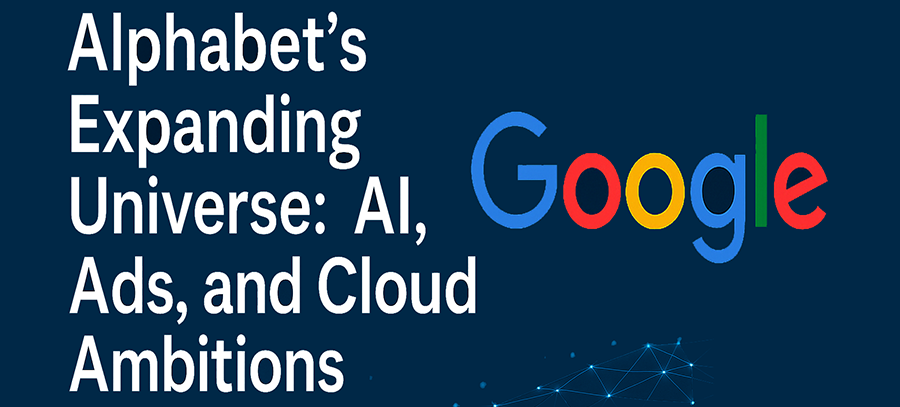 Alphabet’s
Expanding
Universe: AI,
Ads, and Cloud
Ambitions
Google